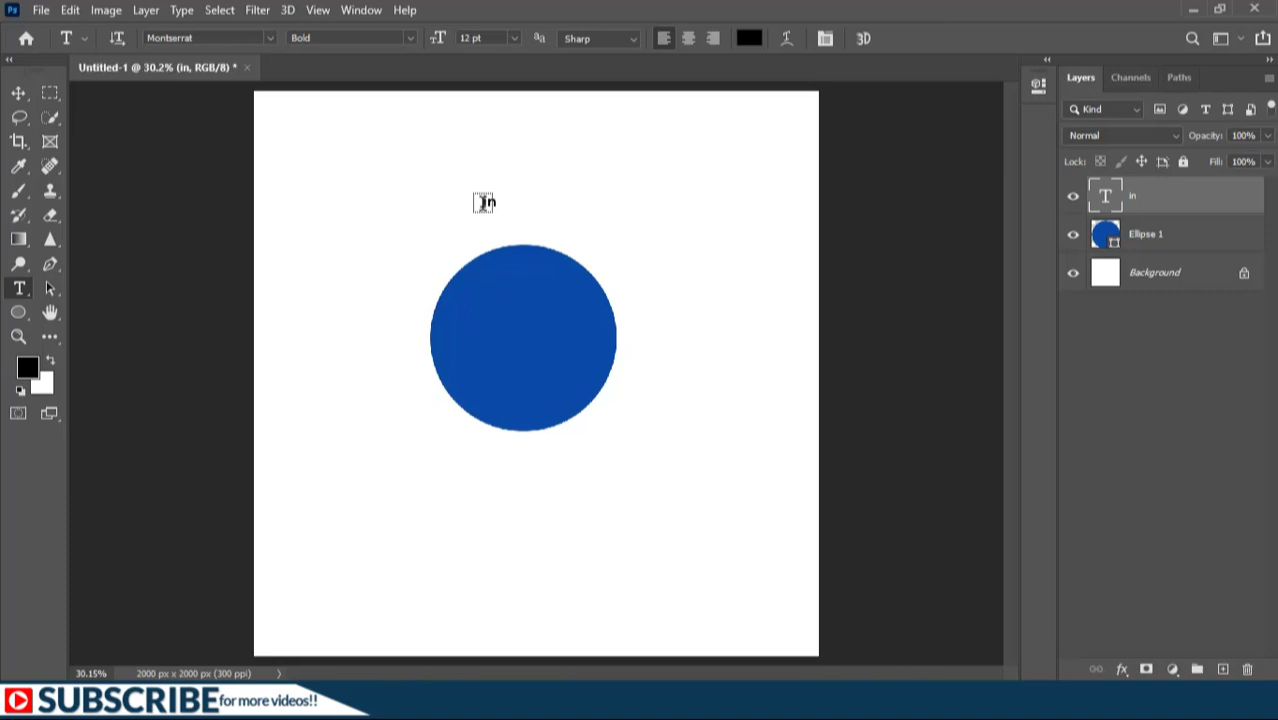 Ps File Edit Image Layer Type Select Filter 3D View Window Help
T Montserrat Bold 12 pt Sharp 3D
Untitled-1 @ 30.2% (in, RGB/8) * ×
Layers Channels Paths
Kind
Normal Opacity: 100%
Lock: Fill: 100%
T in
Ellipse 1
Background
in
30.15% 2000 px x 2000 px (300 ppi)
fx
SUBSCRIBE for more videos!!